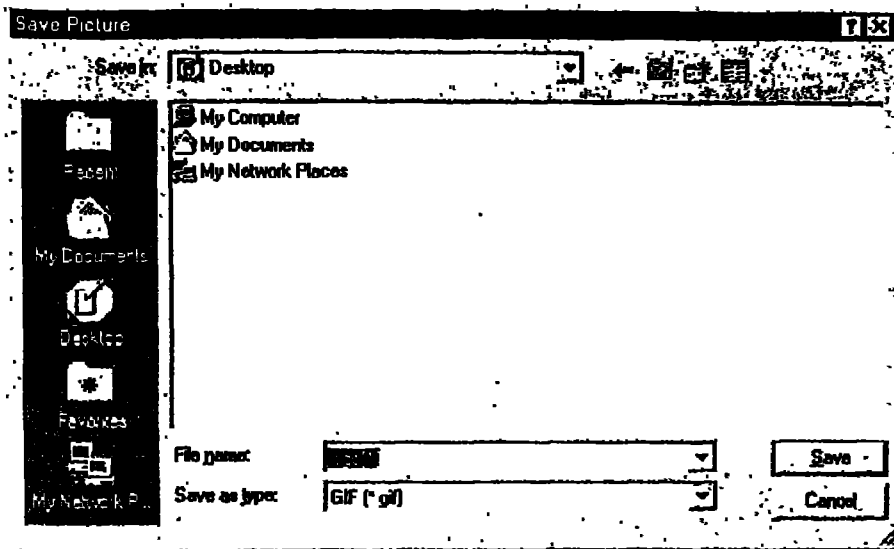 Save Picture
Save in:
Desktop
My Computer
My Documents
My Network Places
Recent
My Documents
Desktop
Favorites
My Network P...
File name:
Save
Save as type:
GIF (*.gif)
Cancel